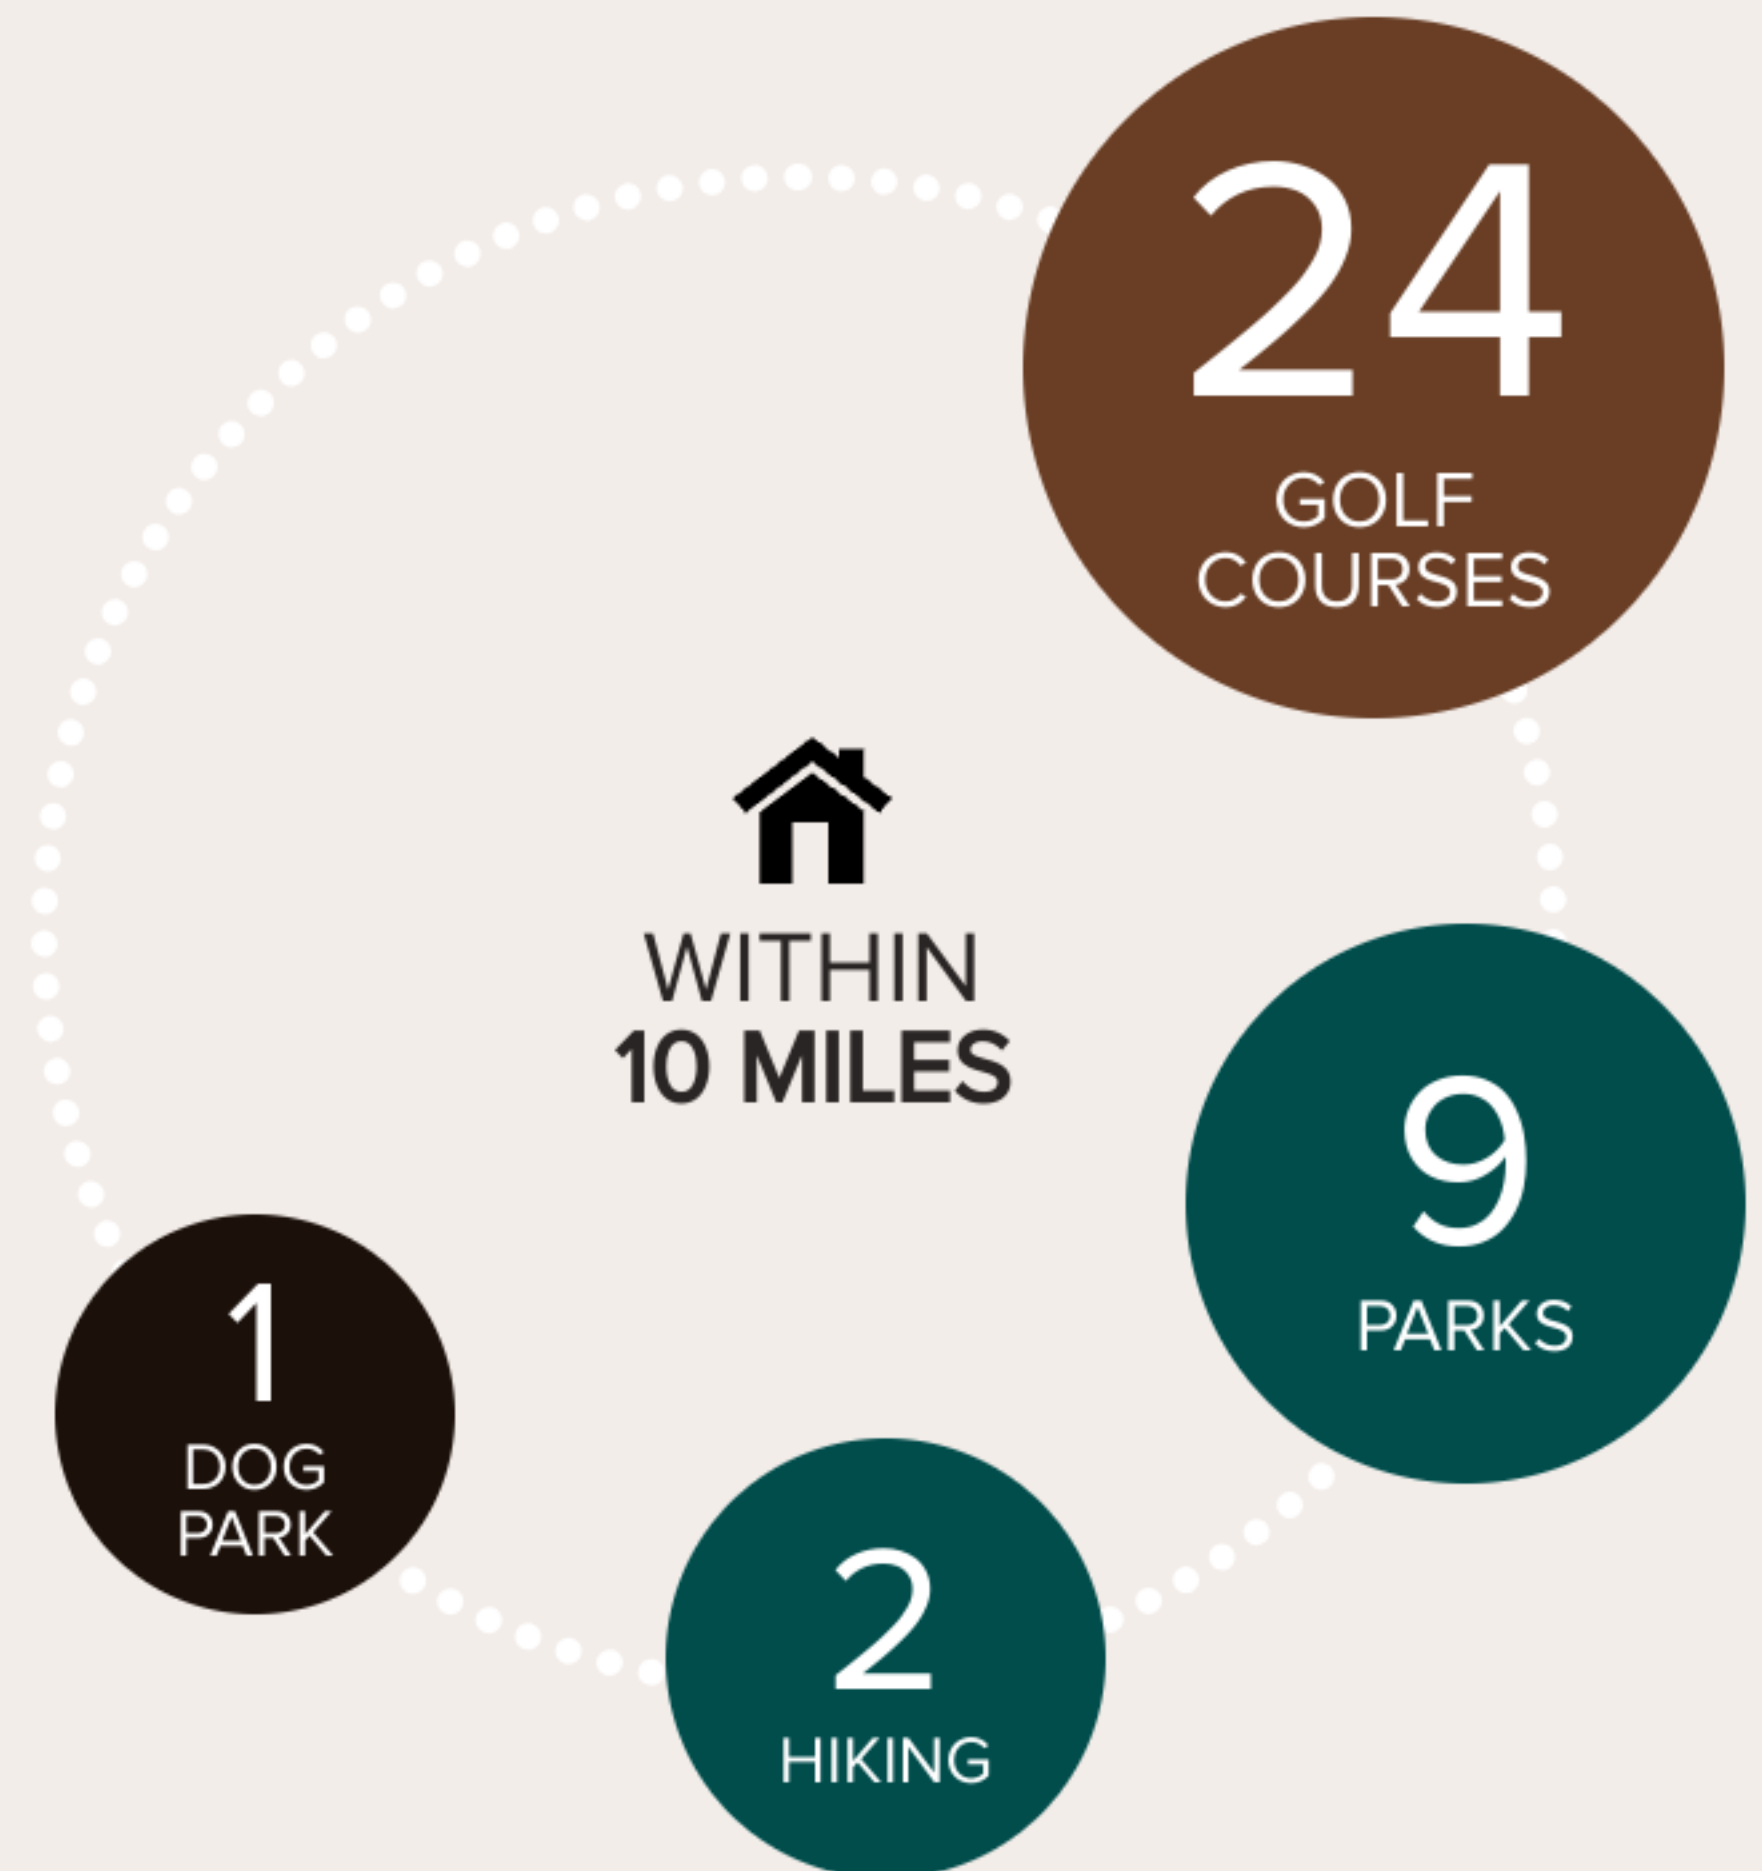 24
GOLF
COURSES
WITHIN
10 MILES
9
PARKS
1
DOG
PARK
2
HIKING